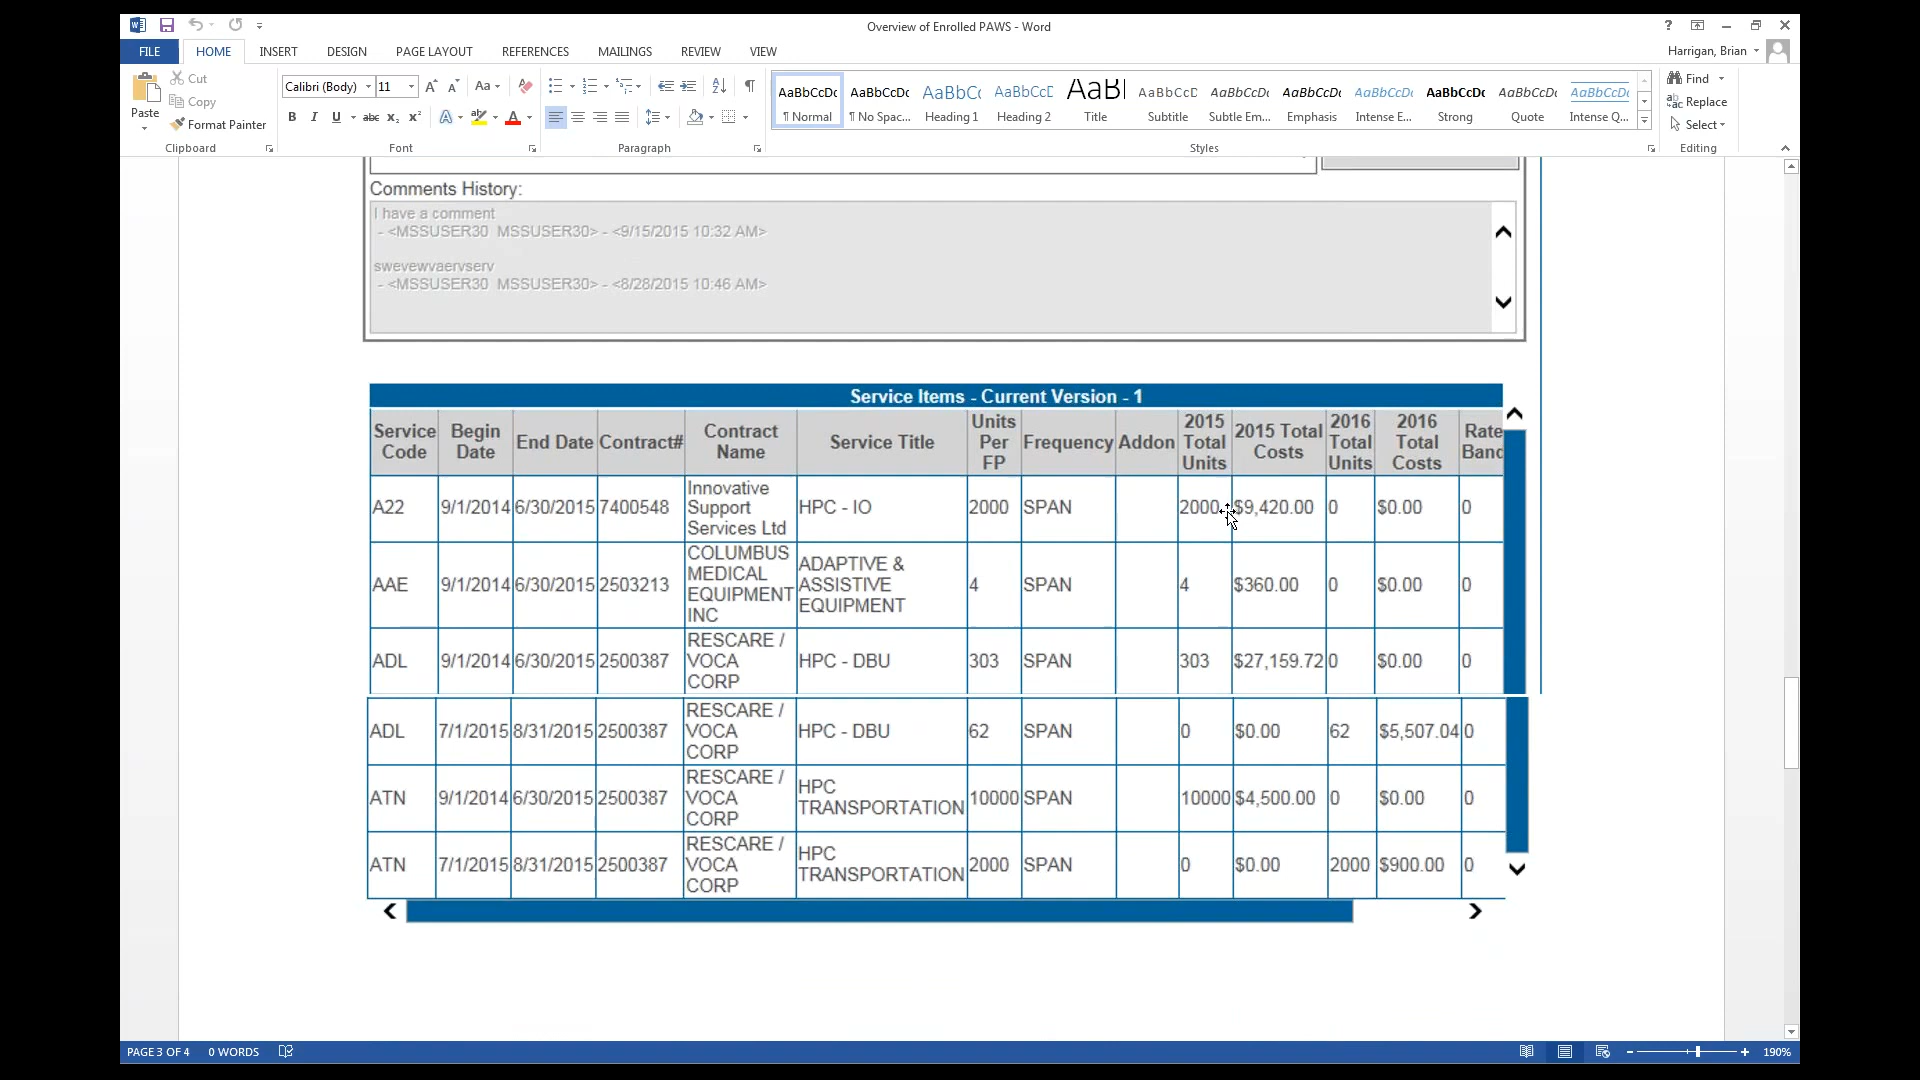 Overview of Enrolled PAWS - Word
FILE HOME INSERT DESIGN PAGE LAYOUT REFERENCES MAILINGS REVIEW VIEW Harrigan, Brian
Paste Cut Copy Format Painter
Calibri (Body) 11
AaBbCcDc AaBbCcDc AaBbC( AaBbCcE AaBl AaBbCcD AaBbCcDc AaBbCcDc AaBbCcDc AaBbCcDc AaBbCcDc AaBbCcDc
¶ Normal ¶ No Spac... Heading 1 Heading 2 Title Subtitle Subtle Em... Emphasis Intense E... Strong Quote Intense Q...
Find Replace Select
Clipboard Font Paragraph Styles Editing
Comments History:
I have a comment
- <MSSUSER30 MSSUSER30> - <9/15/2015 10:32 AM>
swevewvaervserv
- <MSSUSER30 MSSUSER30> - <8/28/2015 10:46 AM>
Service Items - Current Version - 1
Service Code Begin Date End Date Contract# Contract Name Service Title Units Per FP Frequency Addon 2015 Total Units 2015 Total Costs 2016 Total Units 2016 Total Costs Rate Band
A22 9/1/2014 6/30/2015 7400548 Innovative Support Services Ltd HPC - IO 2000 SPAN 2000 $9,420.00 0 $0.00 0
AAE 9/1/2014 6/30/2015 2503213 COLUMBUS MEDICAL EQUIPMENT INC ADAPTIVE & ASSISTIVE EQUIPMENT 4 SPAN 4 $360.00 0 $0.00 0
ADL 9/1/2014 6/30/2015 2500387 RESCARE / VOCA CORP HPC - DBU 303 SPAN 303 $27,159.72 0 $0.00 0
ADL 7/1/2015 8/31/2015 2500387 RESCARE / VOCA CORP HPC - DBU 62 SPAN 0 $0.00 62 $5,507.04 0
ATN 9/1/2014 6/30/2015 2500387 RESCARE / VOCA CORP HPC TRANSPORTATION 10000 SPAN 10000 $4,500.00 0 $0.00 0
ATN 7/1/2015 8/31/2015 2500387 RESCARE / VOCA CORP HPC TRANSPORTATION 2000 SPAN 0 $0.00 2000 $900.00 0
PAGE 3 OF 4 0 WORDS 190%